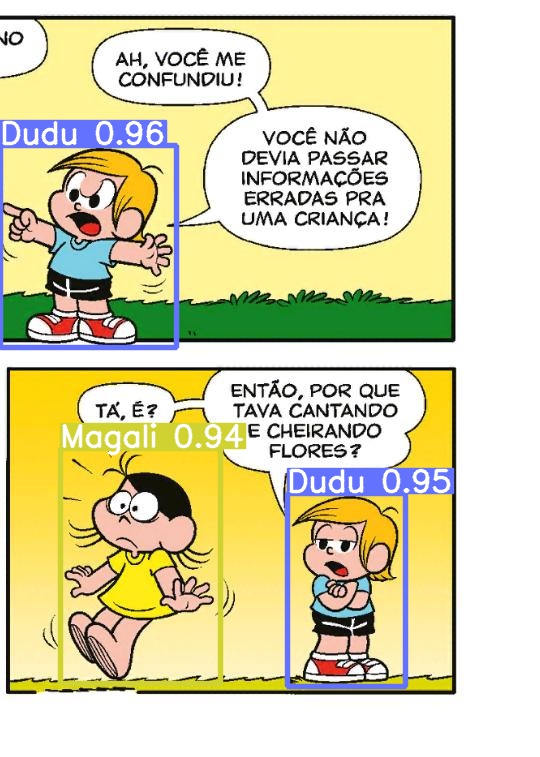 NO
AH, VOCÊ ME
CONFUNDIU!
VOCÊ NÃO
DEVIA PASSAR
INFORMAÇÕES
ERRADAS PRA
UMA CRIANÇA!
Dudu 0.96
TÁ, É?
ENTÃO, POR QUE
TAVA CANTANDO
E CHEIRANDO
FLORES?
Magali 0.94
Dudu 0.95